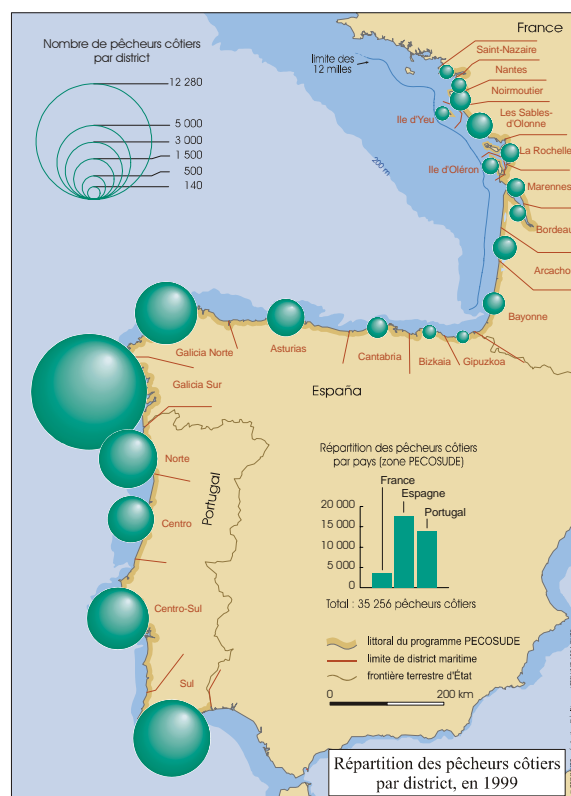 Nombre de pêcheurs côtiers
par district
12 280
5 000
3 000
1 500
500
140
limite des
12 milles
200 m
France
Saint-Nazaire
Nantes
Noirmoutier
Ile d'Yeu
Les Sables-
d'Olonne
La Rochelle
Ile d'Oléron
Marennes
Bordeau
Arcacho
Bayonne
Galicia Norte
Asturias
Cantabria
Bizkaia
Gipuzkoa
Galicia Sur
España
Norte
Centro
Portugal
Centro-Sul
Sul
Répartition des pêcheurs côtiers
par pays (zone PECOSUDE)
France
Espagne
Portugal
20 000
15 000
10 000
5 000
0
Total : 35 256 pêcheurs côtiers
littoral du programme PECOSUDE
limite de district maritime
frontière terrestre d'État
0
200 km
Répartition des pêcheurs côtiers
par district, en 1999